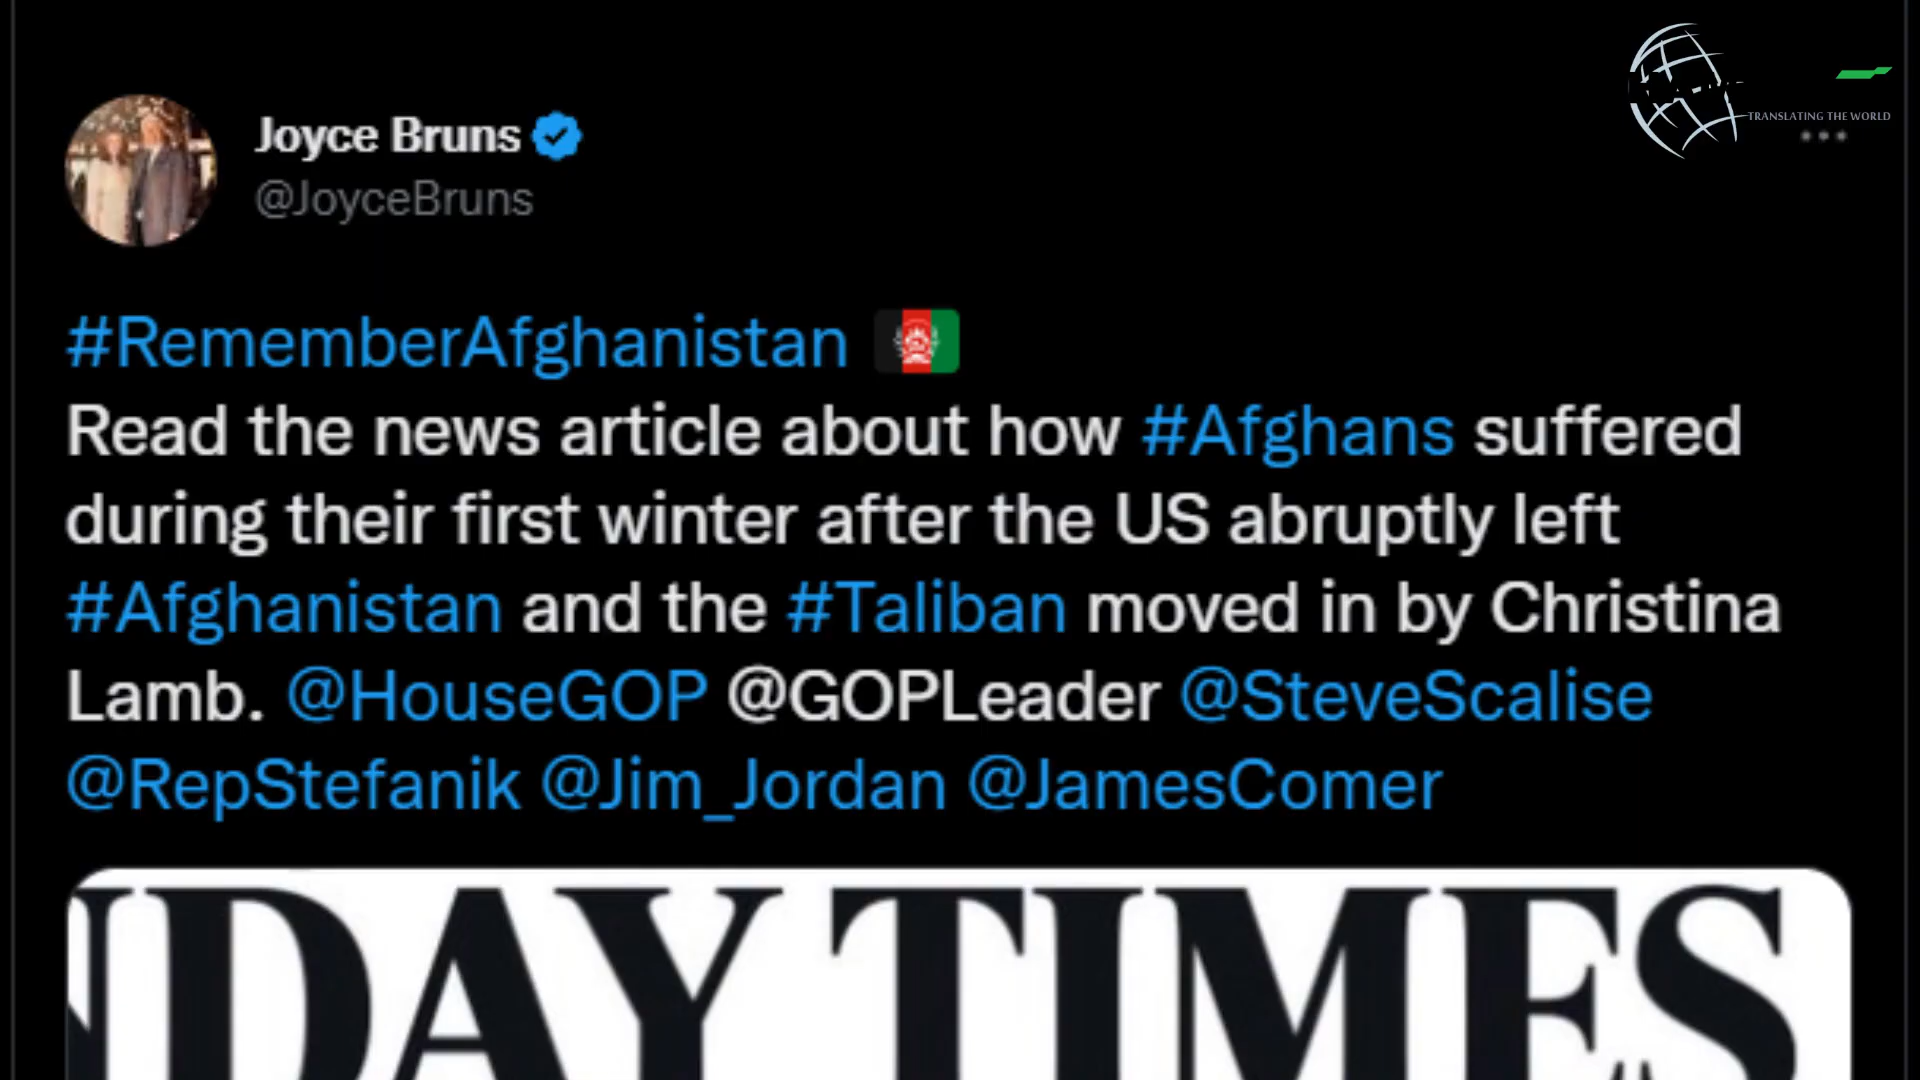 TRANSLATING THE WORLD
Joyce Bruns
@JoyceBruns
#RememberAfghanistan
Read the news article about how #Afghans suffered
during their first winter after the US abruptly left
#Afghanistan and the #Taliban moved in by Christina
Lamb. @HouseGOP @GOPLeader @SteveScalise
@RepStefanik @Jim_Jordan @JamesComer
NDAY TIMES